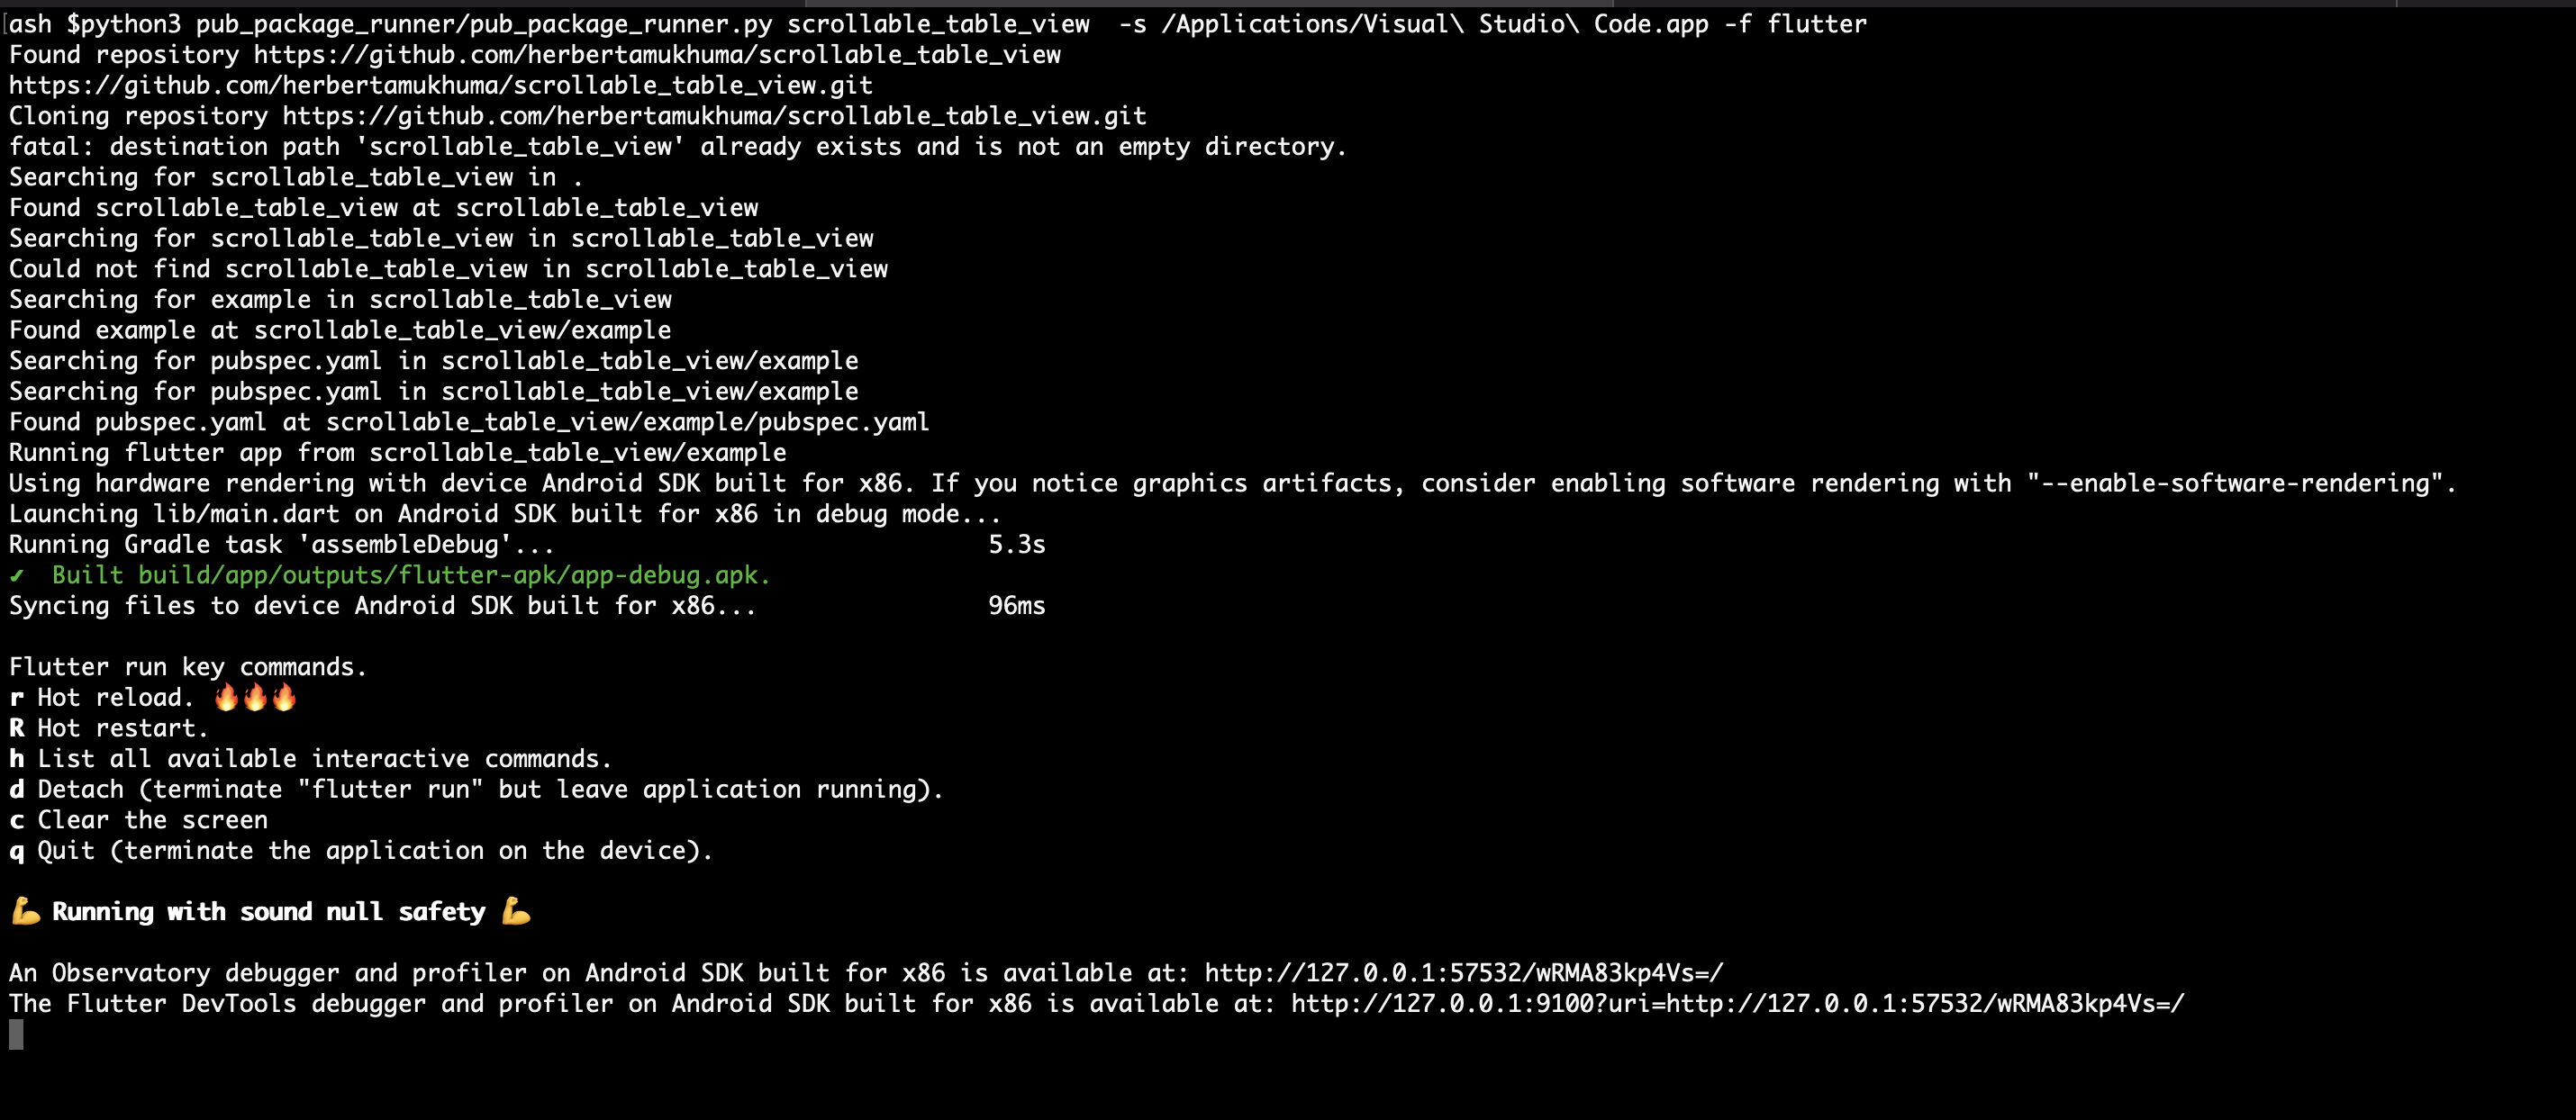 ash $python3 pub_package_runner/pub_package_runner.py scrollable_table_view  -s /Applications/Visual\ Studio\ Code.app -f flutter
Found repository https://github.com/herbertamukhuma/scrollable_table_view
https://github.com/herbertamukhuma/scrollable_table_view.git
Cloning repository https://github.com/herbertamukhuma/scrollable_table_view.git
fatal: destination path 'scrollable_table_view' already exists and is not an empty directory.
Searching for scrollable_table_view in .
Found scrollable_table_view at scrollable_table_view
Searching for scrollable_table_view in scrollable_table_view
Could not find scrollable_table_view in scrollable_table_view
Searching for example in scrollable_table_view
Found example at scrollable_table_view/example
Searching for pubspec.yaml in scrollable_table_view/example
Searching for pubspec.yaml in scrollable_table_view/example
Found pubspec.yaml at scrollable_table_view/example/pubspec.yaml
Running flutter app from scrollable_table_view/example
Using hardware rendering with device Android SDK built for x86. If you notice graphics artifacts, consider enabling software rendering with "--enable-software-rendering".
Launching lib/main.dart on Android SDK built for x86 in debug mode...
Running Gradle task 'assembleDebug'...                              5.3s
✓  Built build/app/outputs/flutter-apk/app-debug.apk.
Syncing files to device Android SDK built for x86...                96ms
Flutter run key commands.
r Hot reload. 🔥🔥🔥
R Hot restart.
h List all available interactive commands.
d Detach (terminate "flutter run" but leave application running).
c Clear the screen
q Quit (terminate the application on the device).
💪 Running with sound null safety 💪
An Observatory debugger and profiler on Android SDK built for x86 is available at: http://127.0.0.1:57532/wRMA83kp4Vs=/
The Flutter DevTools debugger and profiler on Android SDK built for x86 is available at: http://127.0.0.1:9100?uri=http://127.0.0.1:57532/wRMA83kp4Vs=/